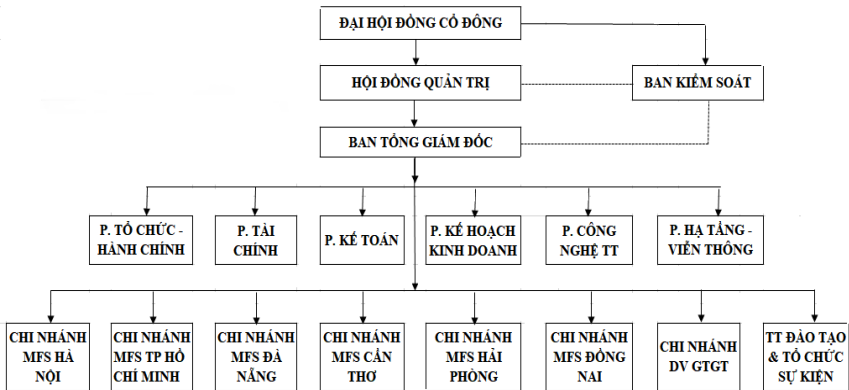 ĐẠI HỘI ĐỒNG CỔ ĐÔNG
HỘI ĐỒNG QUẢN TRỊ
BAN KIỂM SOÁT
BAN TỔNG GIÁM ĐỐC
P. TỔ CHỨC -
HÀNH CHÍNH
P. TÀI
CHÍNH
P. KẾ TOÁN
P. KẾ HOẠCH
KINH DOANH
P. CÔNG
NGHỆ TT
P. HẠ TẦNG -
VIỄN THÔNG
CHI NHÁNH
MFS HÀ
NỘI
CHI NHÁNH
MFS TP HỒ
CHÍ MINH
CHI NHÁNH
MFS ĐÀ
NẴNG
CHI NHÁNH
MFS CẦN
THƠ
CHI NHÁNH
MFS HẢI
PHÒNG
CHI NHÁNH
MFS ĐỒNG
NAI
CHI NHÁNH
DV GTGT
TT ĐÀO TẠO
& TỔ CHỨC
SỰ KIỆN